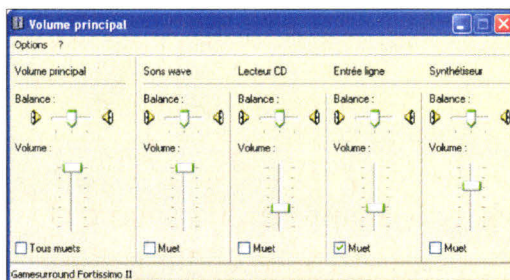 Volume principal
Options ?
Volume principal Sons wave Lecteur CD Entrée ligne Synthétiseur
Balance : Balance : Balance : Balance : Balance :
Volume : Volume : Volume : Volume : Volume :
Tous muets Muet Muet Muet Muet
Gamesurround Fortissimo II